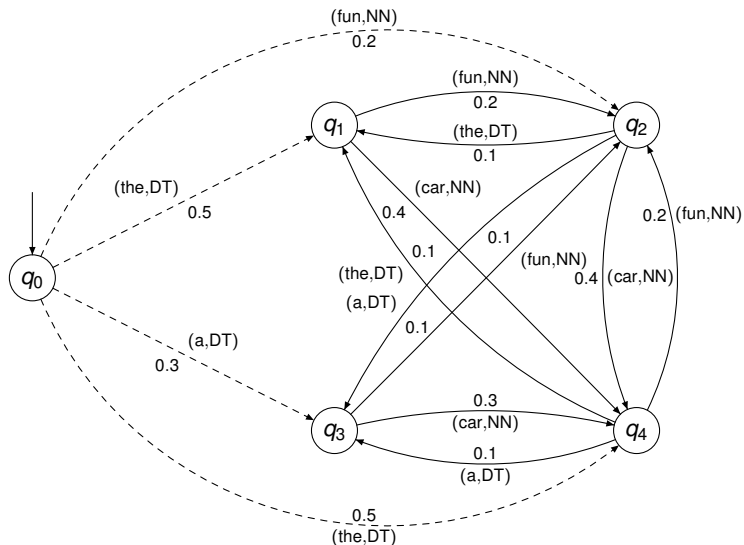 (fun,NN)
0.2
(fun,NN)
0.2
q1
q2
(the,DT)
0.1
(the,DT)
0.5
(car,NN)
0.4
0.2
(fun,NN)
0.1
0.1
(fun,NN)
q0
(the,DT)
0.4
(car,NN)
(a,DT)
0.1
(a,DT)
0.3
0.3
(car,NN)
q3
q4
0.1
(a,DT)
0.5
(the,DT)